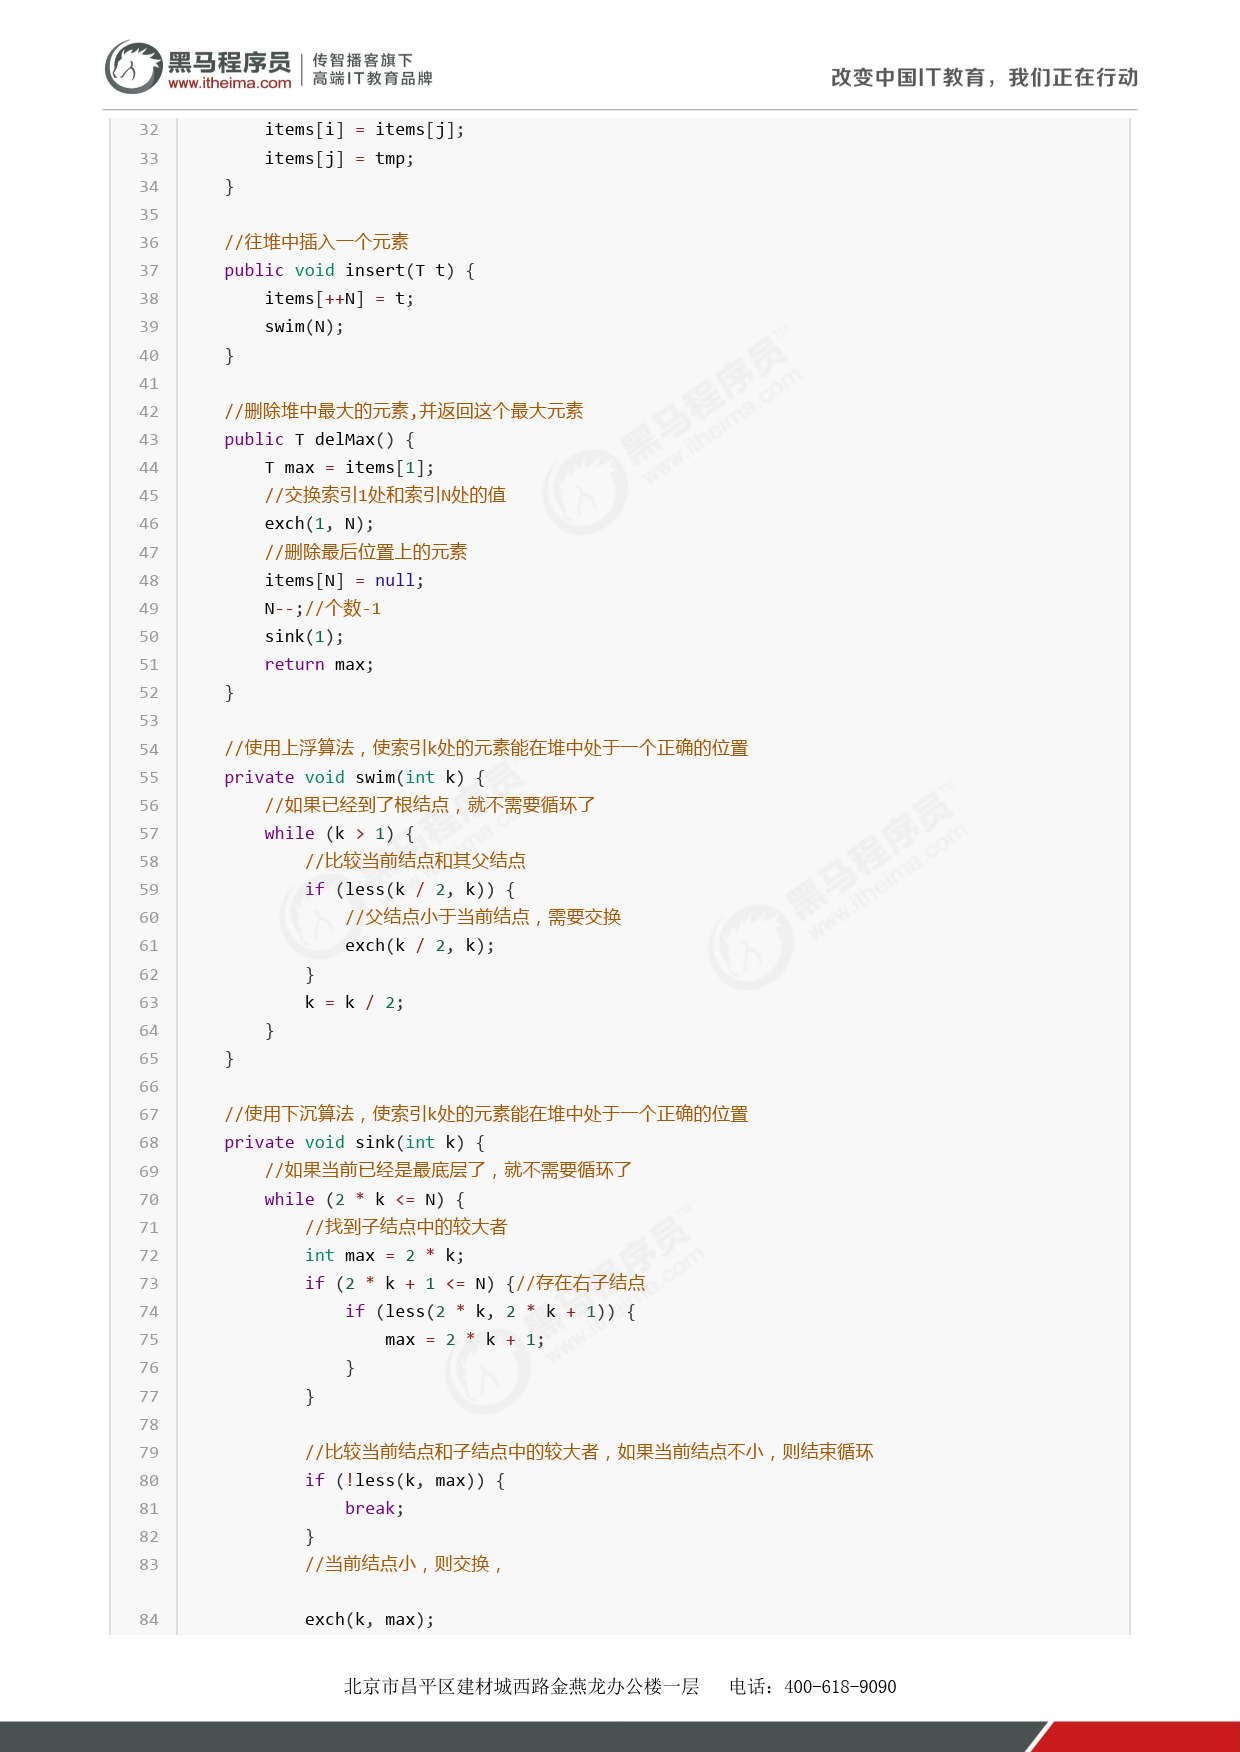 黑马程序员
www.itheima.com
传智播客旗下
高端IT教育品牌
改变中国IT教育，我们正在行动
32 items[i] = items[j];
33 items[j] = tmp;
34 }
35
36 //往堆中插入一个元素
37 public void insert(T t) {
38 items[++N] = t;
39 swim(N);
40 }
41
42 //删除堆中最大的元素,并返回这个最大元素
43 public T delMax() {
44 T max = items[1];
45 //交换索引1处和索引N处的值
46 exch(1, N);
47 //删除最后位置上的元素
48 items[N] = null;
49 N--;//个数-1
50 sink(1);
51 return max;
52 }
53
54 //使用上浮算法，使索引k处的元素能在堆中处于一个正确的位置
55 private void swim(int k) {
56 //如果已经到了根结点，就不需要循环了
57 while (k > 1) {
58 //比较当前结点和其父结点
59 if (less(k / 2, k)) {
60 //父结点小于当前结点，需要交换
61 exch(k / 2, k);
62 }
63 k = k / 2;
64 }
65 }
66
67 //使用下沉算法，使索引k处的元素能在堆中处于一个正确的位置
68 private void sink(int k) {
69 //如果当前已经是最底层了，就不需要循环了
70 while (2 * k <= N) {
71 //找到子结点中的较大者
72 int max = 2 * k;
73 if (2 * k + 1 <= N) {//存在右子结点
74 if (less(2 * k, 2 * k + 1)) {
75 max = 2 * k + 1;
76 }
77 }
78
79 //比较当前结点和子结点中的较大者，如果当前结点不小，则结束循环
80 if (!less(k, max)) {
81 break;
82 }
83 //当前结点小，则交换，
84 exch(k, max);
北京市昌平区建材城西路金燕龙办公楼一层 电话：400-618-9090